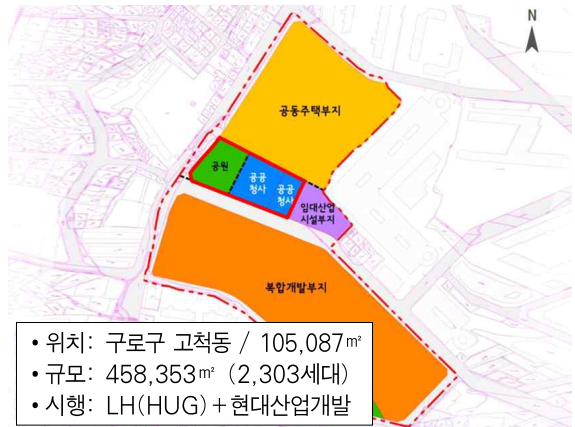 N
공동주택부지
공원
공공
청사
공공
청사
임대산업
시설부지
복합개발부지
• 위치: 구로구 고척동 / 105,087㎡
• 규모: 458,353㎡ (2,303세대)
• 시행: LH(HUG)+현대산업개발